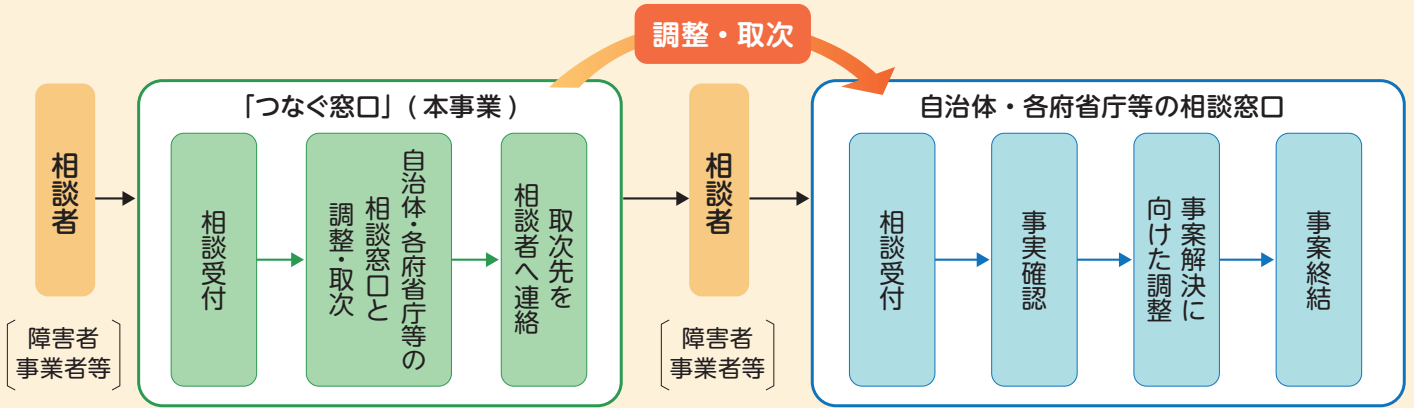 調整・取次
相談者
障害者
事業者等
「つなぐ窓口」(本事業)
相談受付
自治体・各府省庁等の
相談窓口と
調整・取次
取次先を
相談者へ連絡
相談者
障害者
事業者等
自治体・各府省庁等の相談窓口
相談受付
事実確認
事案解決に
向けた調整
事案終結